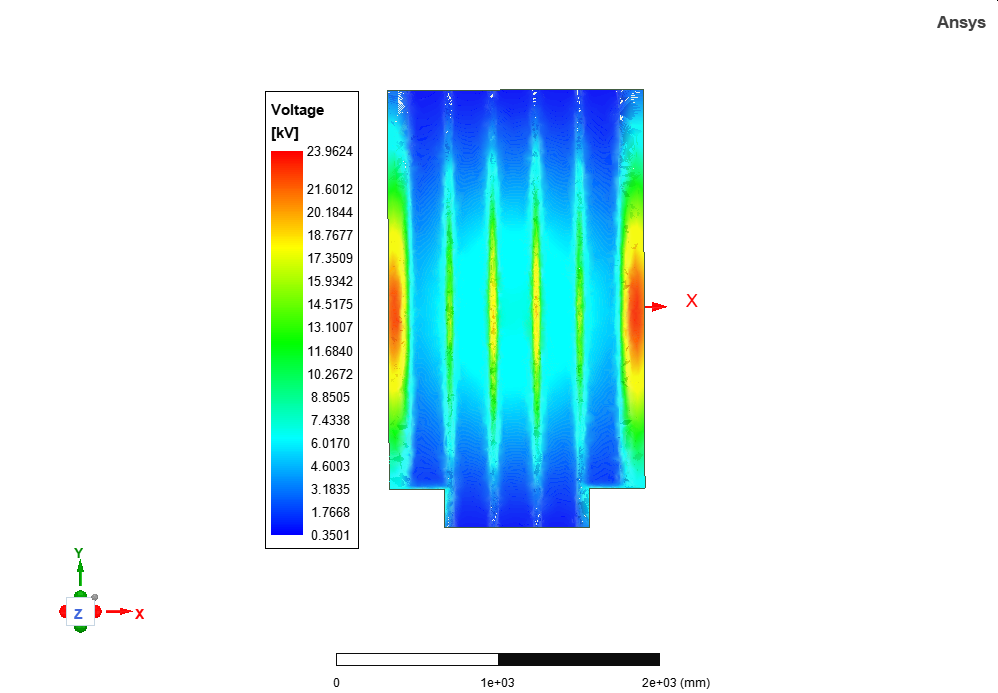 Ansys
Voltage
[kV]
23.9624
21.6012
20.1844
18.7677
17.3509
15.9342
14.5175
13.1007
11.6840
10.2672
8.8505
7.4338
6.0170
4.6003
3.1835
1.7668
0.3501
X
Y
Z
X
0
1e+03
2e+03 (mm)